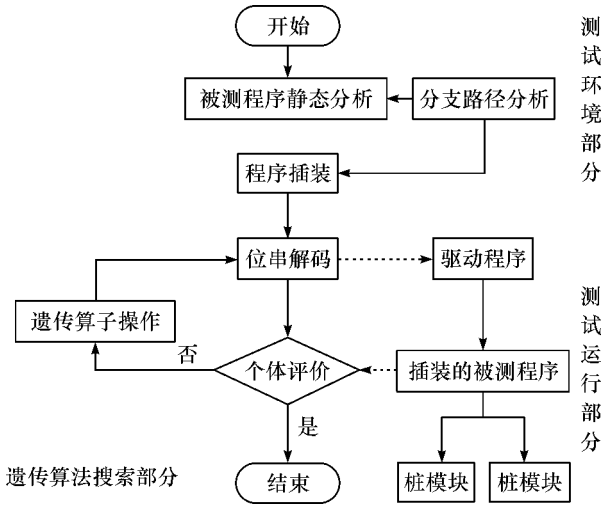 开始
被测程序静态分析
分支路径分析
程序插装
位串解码
驱动程序
遗传算子操作
否
个体评价
插装的被测程序
是
桩模块
桩模块
结束
遗传算法搜索部分
测试环境部分
测试运行部分